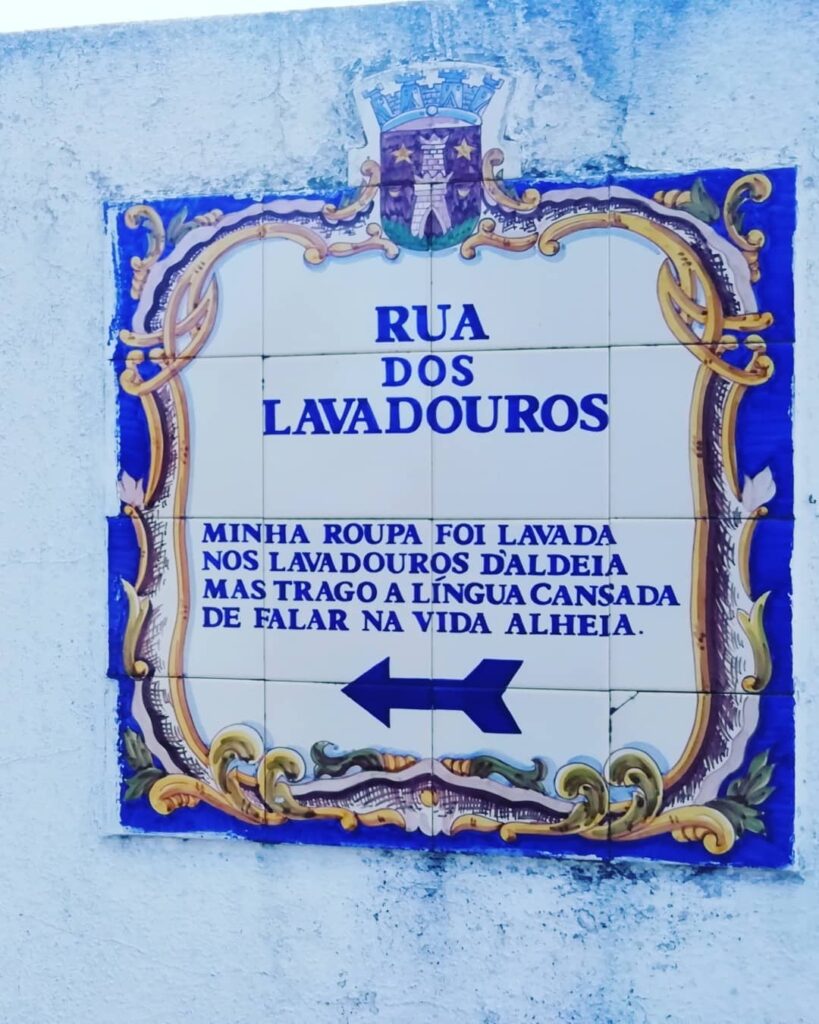 RUA
DOS
LAVADOUROS
MINHA ROUPA FOI LAVADA
NOS LAVADOUROS D'ALDEIA
MAS TRAGO A LÍNGUA CANSADA
DE FALAR NA VIDA ALHEIA.